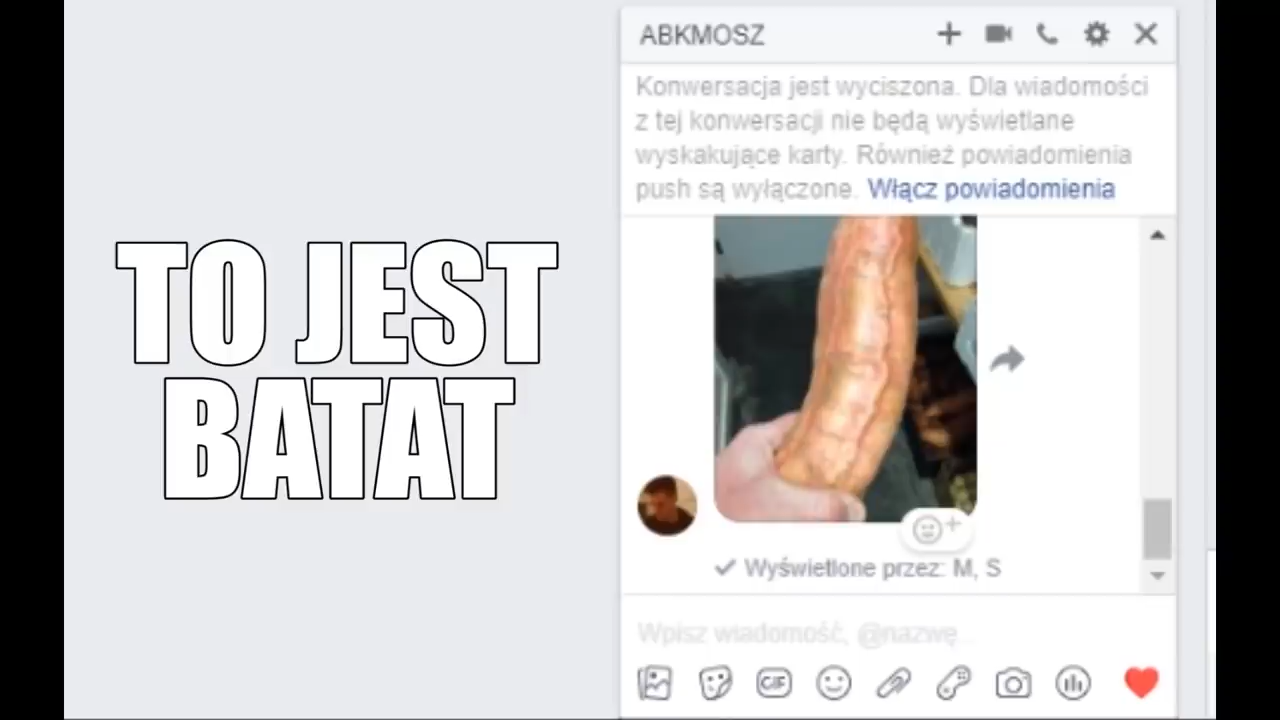 TO JEST
BATAT
ABKMOSZ
Konwersacja jest wyciszona. Dla wiadomości
z tej konwersacji nie będą wyświetlane
wyskakujące karty. Również powiadomienia
push są wyłączone. Włącz powiadomienia
Wyświetlone przez: M, S
Wpisz wiadomość, @nazwę...
GIF